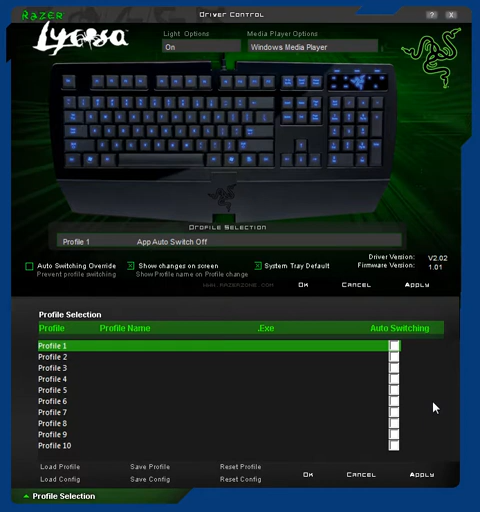 Razer Driver Control ? X
Lycosa
Light Options Media Player Options
On Windows Media Player
Profile Selection
Profile 1 App Auto Switch Off
Auto Switching Override Show changes on screen System Tray Default
Prevent profile switching Show Profile name on Profile change
Driver Version: V2.02
Firmware Version: 1.01
www.razerzone.com Ok Cancel Apply
Profile Selection
Profile Profile Name .Exe Auto Switching
Profile 1
Profile 2
Profile 3
Profile 4
Profile 5
Profile 6
Profile 7
Profile 8
Profile 9
Profile 10
Load Profile Save Profile Reset Profile
Load Config Save Config Reset Config
Ok Cancel Apply
Profile Selection